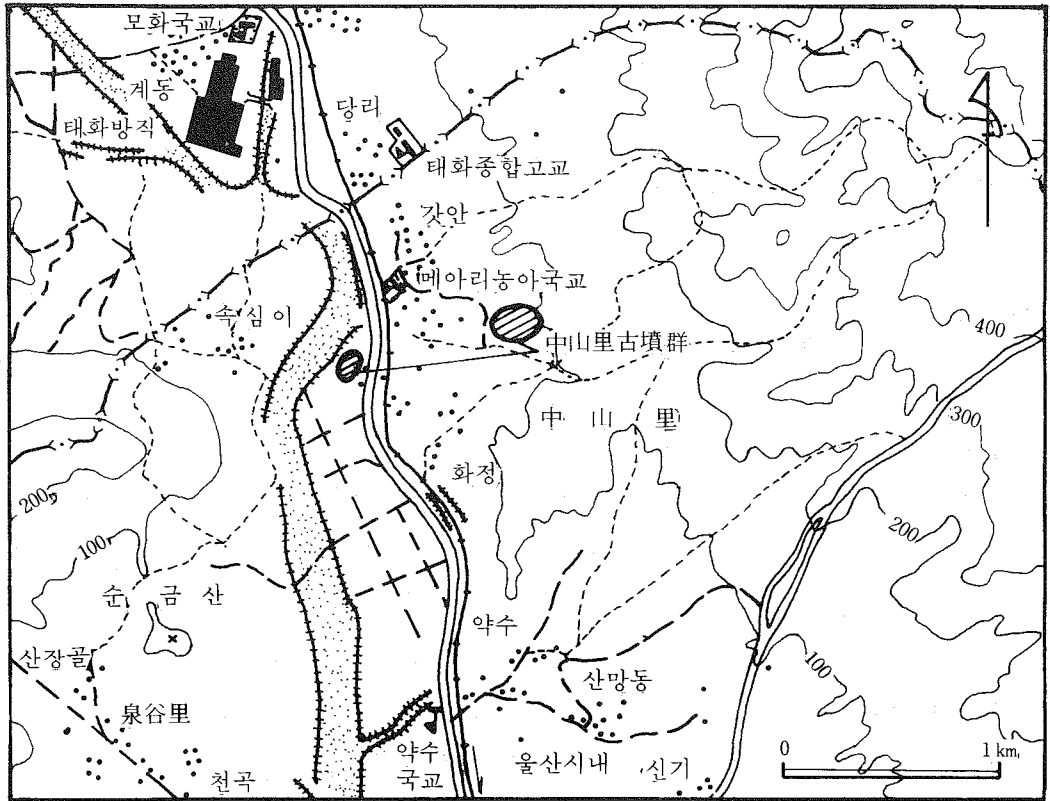 모화국교
계동
태화방직
당리
태화종합고교
갓안
메아리농아국교
속심이
中山里古墳群
中山里
400
300
200
200
100
100
화정
순금산
산장골
약수
산망동
泉谷里
천곡
약수
국교
울산시내
신기
0
1 km